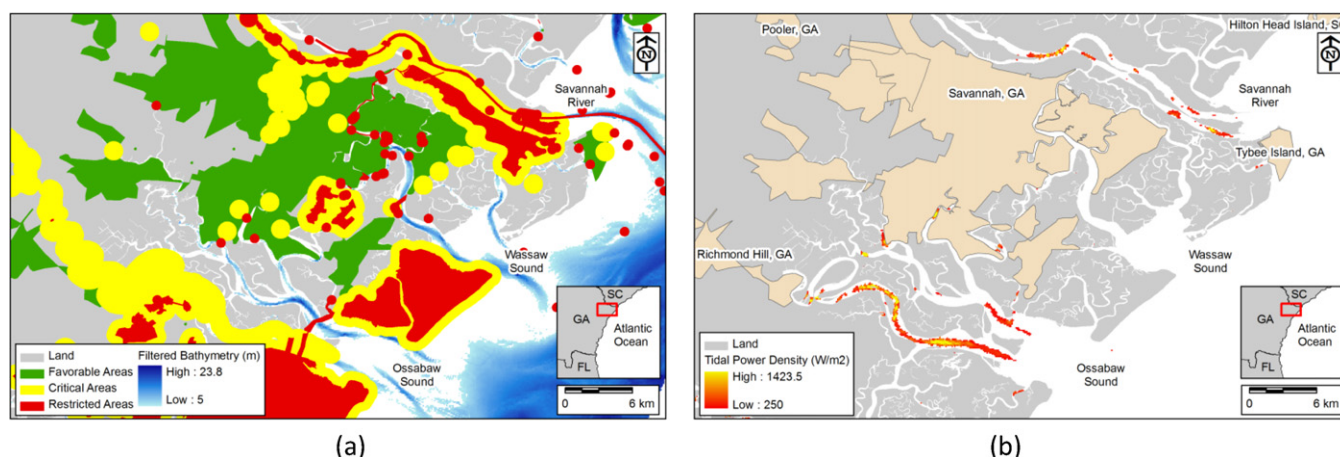 N
Savannah
River
Wassaw
Sound
Ossabaw
Sound
Land
Favorable Areas
Critical Areas
Restricted Areas
Filtered Bathymetry (m)
High : 23.8
Low : 5
SC
GA
Atlantic
Ocean
FL
0 6 km
(a)
Pooler, GA
Hilton Head Island, S
N
Savannah, GA
Savannah
River
Tybee Island, GA
Richmond Hill, GA
Wassaw
Sound
Ossabaw
Sound
Land
Tidal Power Density (W/m2)
High : 1423.5
Low : 250
SC
GA
Atlantic
Ocean
FL
0 6 km
(b)